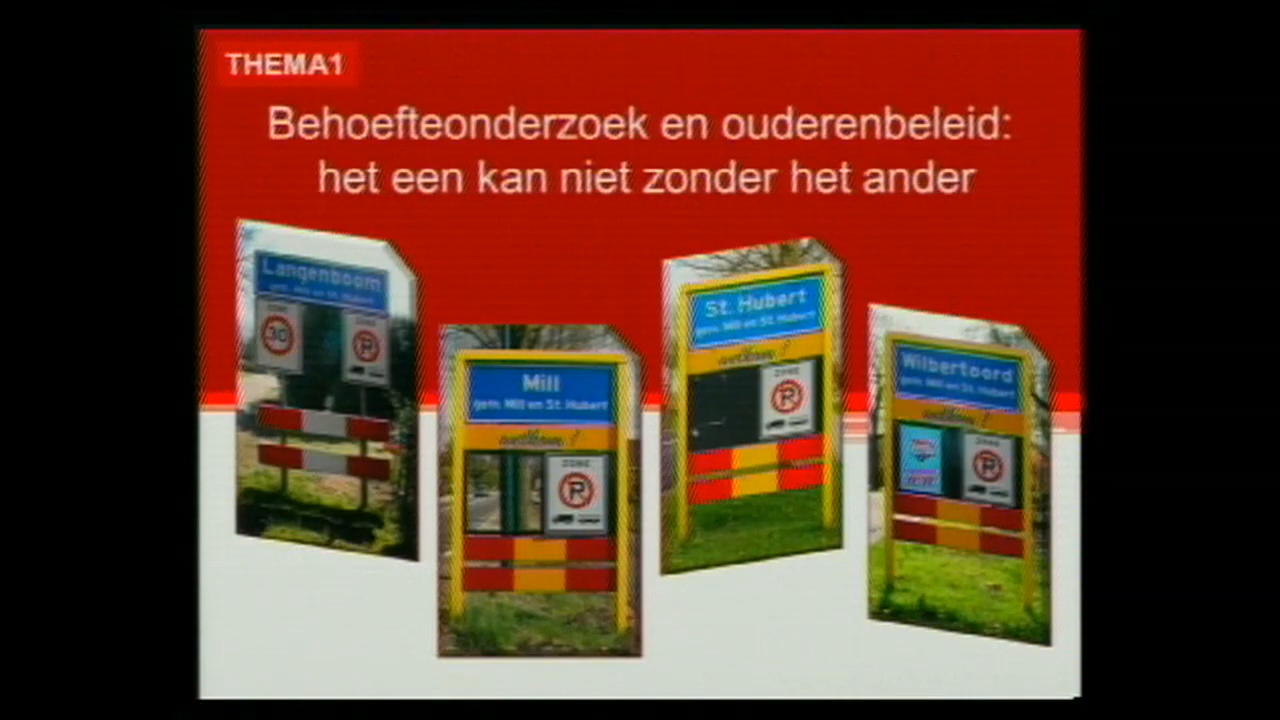 THEMA1
Behoefteonderzoek en ouderenbeleid:
het een kan niet zonder het ander
Langenboom
gem. Mill en St. Hubert
30
P
Mill
gem. Mill en St. Hubert
welkom !
ZONE
P
St. Hubert
gem. Mill en St. Hubert
welkom !
ZONE
P
Wilbertoord
gem. Mill en St. Hubert
welkom !
ZONE
P